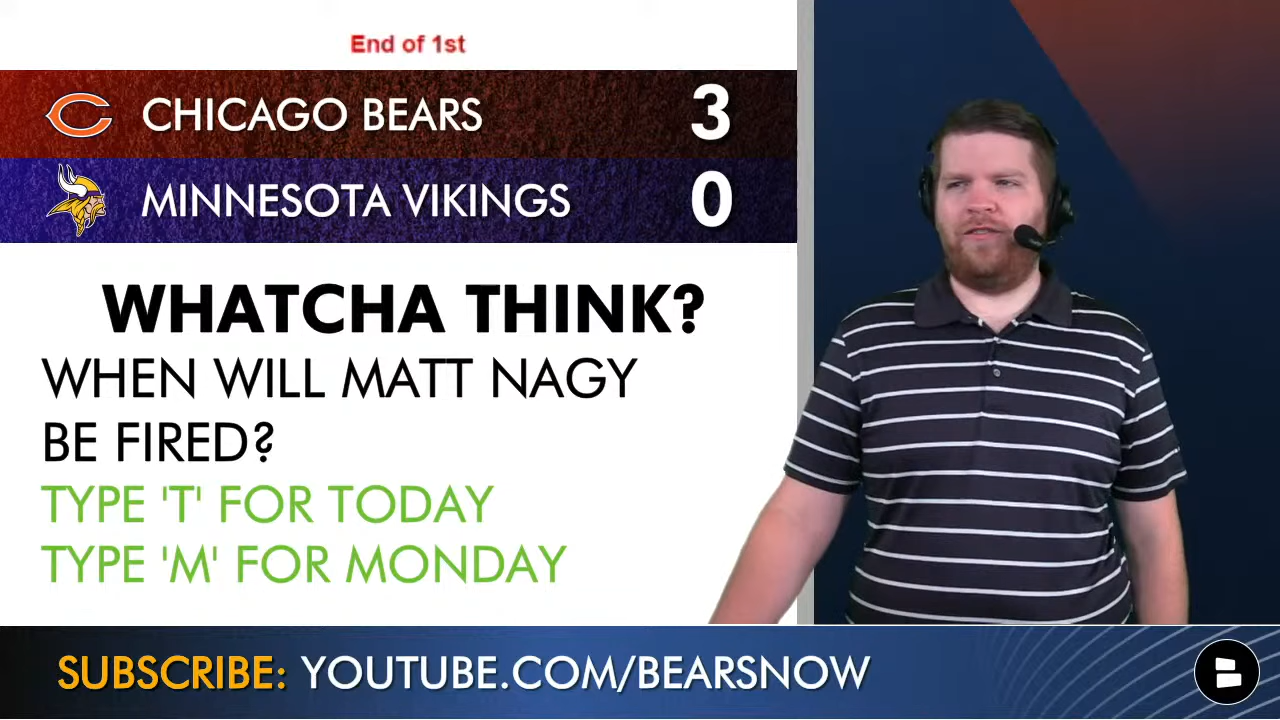 End of 1st
CHICAGO BEARS 3
MINNESOTA VIKINGS 0
WHATCHA THINK?
WHEN WILL MATT NAGY
BE FIRED?
TYPE 'T' FOR TODAY
TYPE 'M' FOR MONDAY
SUBSCRIBE: YOUTUBE.COM/BEARSNOW